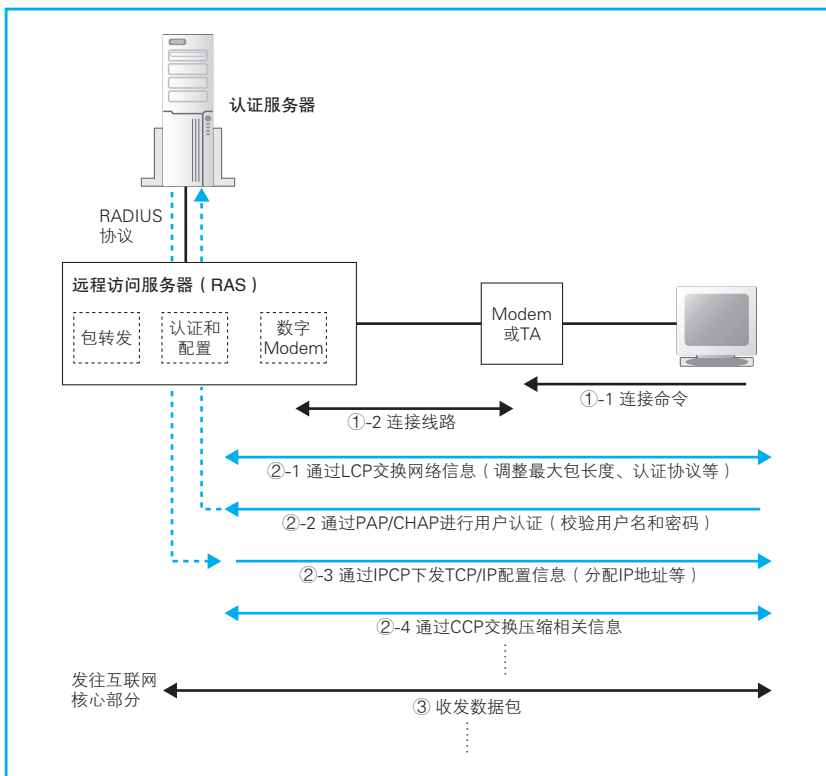 认证服务器
RADIUS
协议
远程访问服务器（RAS）
包转发
认证和
配置
数字
Modem
Modem
或TA
①-1 连接命令
①-2 连接线路
②-1 通过LCP交换网络信息（调整最大包长度、认证协议等）
②-2 通过PAP/CHAP进行用户认证（校验用户名和密码）
②-3 通过IPCP下发TCP/IP配置信息（分配IP地址等）
②-4 通过CCP交换压缩相关信息
发往互联网
核心部分
③ 收发数据包